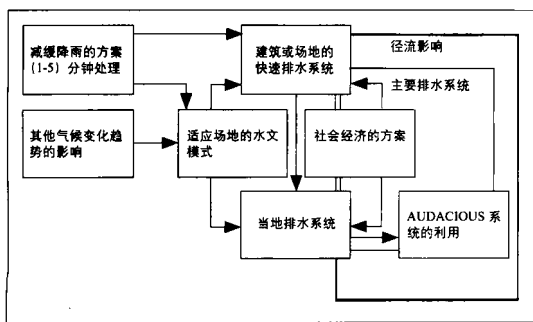 减缓降雨的方案
(1-5) 分钟处理
建筑或场地的
快速排水系统
径流影响
主要排水系统
其他气候变化趋
势的影响
适应场地的水文
模式
社会经济的方案
当地排水系统
AUDACIOUS 系
统的利用